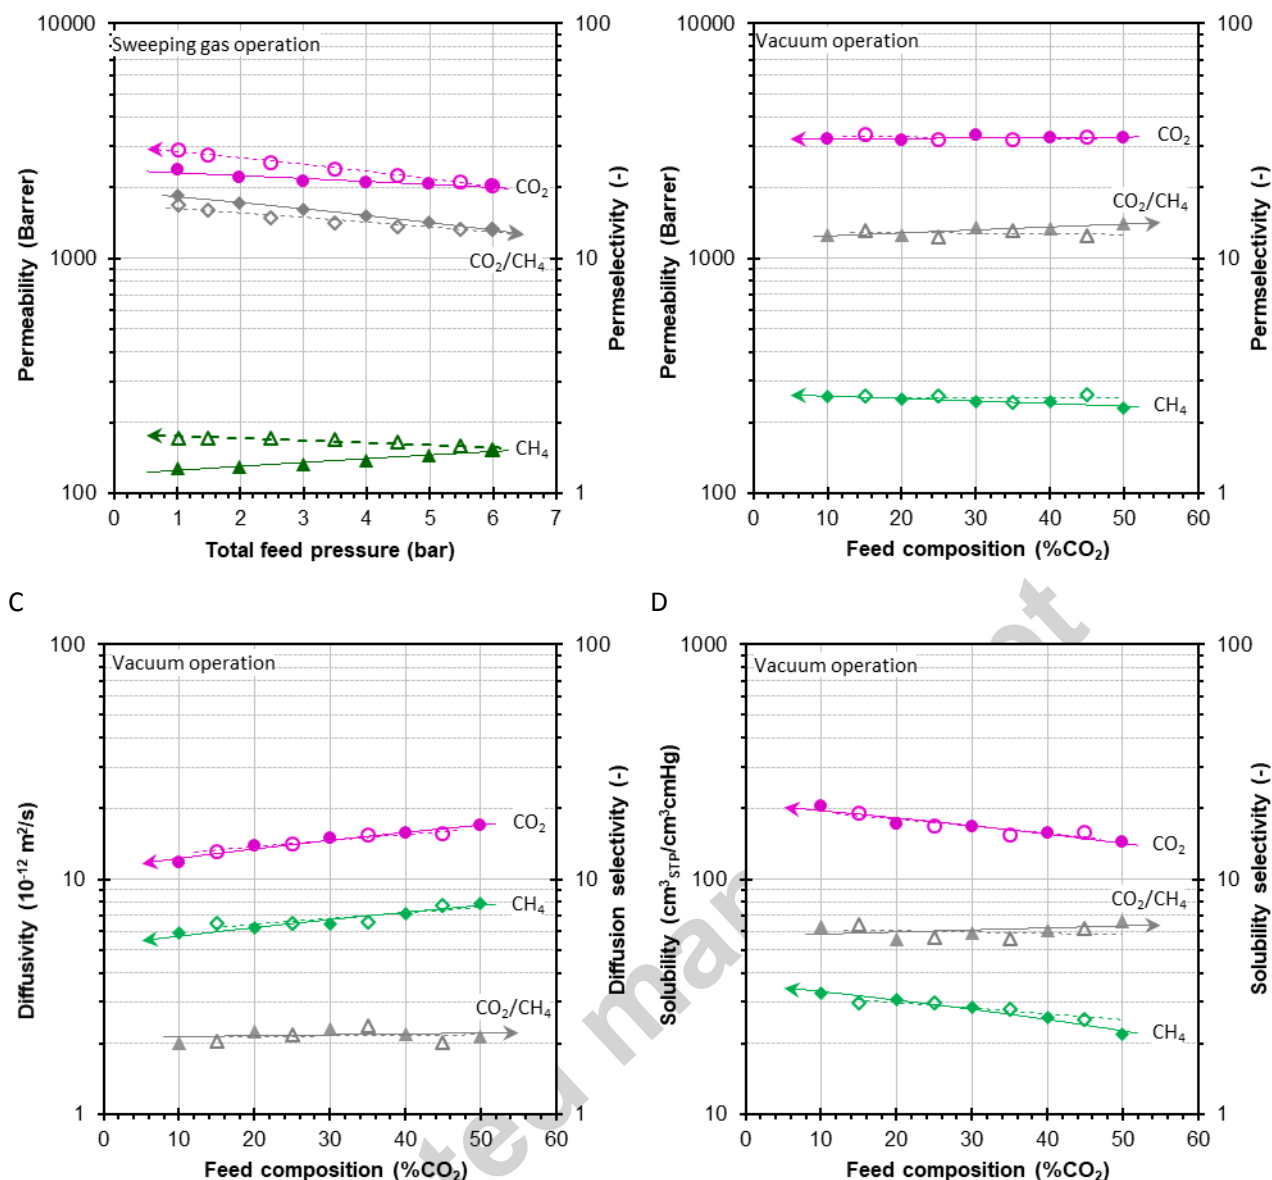 10000
1000
100
Permeability (Barrer)
Sweeping gas operation
CO2
CO2/CH4
CH4
100
10
1
Permselectivity (-)
0 1 2 3 4 5 6 7
Total feed pressure (bar)
10000
1000
100
Permeability (Barrer)
Vacuum operation
CO2
CO2/CH4
CH4
100
10
1
Permselectivity (-)
0 10 20 30 40 50 60
Feed composition (%CO2)
C
100
10
1
Diffusivity (10-12 m2/s)
Vacuum operation
CO2
CH4
CO2/CH4
100
10
1
Diffusion selectivity (-)
0 10 20 30 40 50 60
Feed composition (%CO2)
D
1000
100
10
Solubility (cm3STP/cm3cmHg)
Vacuum operation
CO2
CO2/CH4
CH4
100
10
1
Solubility selectivity (-)
0 10 20 30 40 50 60
Feed composition (%CO2)